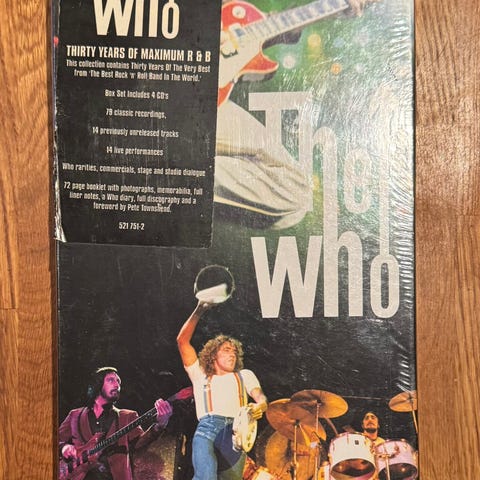 Who
THIRTY YEARS OF MAXIMUM R & B
This collection contains Thirty Years Of The Very Best
from 'The Best Rock 'n' Roll Band In The World.'
Box Set Includes 4 CD's
79 classic recordings,
14 previously unreleased tracks
14 live performances
Who rarities, commercials, stage and studio dialogue
72 page booklet with photographs, memorabilia, full
liner notes, a Who diary, full discography and a
foreword by Pete Townshend.
521 751-2
The
Who